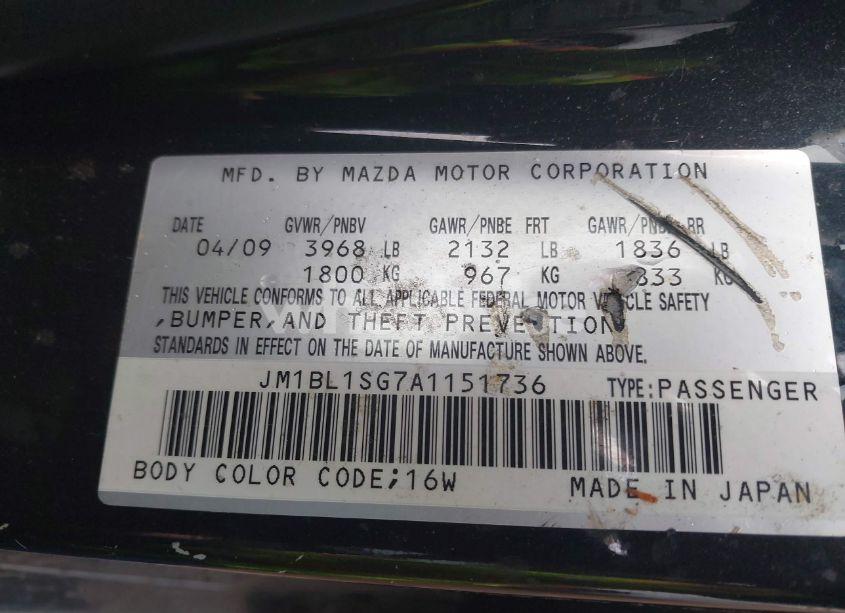 MFD. BY MAZDA MOTOR CORPORATION
DATE GVWR/PNBV GAWR/PNBE FRT GAWR/PNBE RR
04/09 3968 LB 2132 LB 1836 LB
1800 KG 967 KG 833 KG
THIS VEHICLE CONFORMS TO ALL APPLICABLE FEDERAL MOTOR VEHICLE SAFETY
,BUMPER,AND THEFT PREVENTION
STANDARDS IN EFFECT ON THE DATE OF MANUFACTURE SHOWN ABOVE.
JM1BL1SG7A1151736 TYPE:PASSENGER
BODY COLOR CODE;16W MADE IN JAPAN